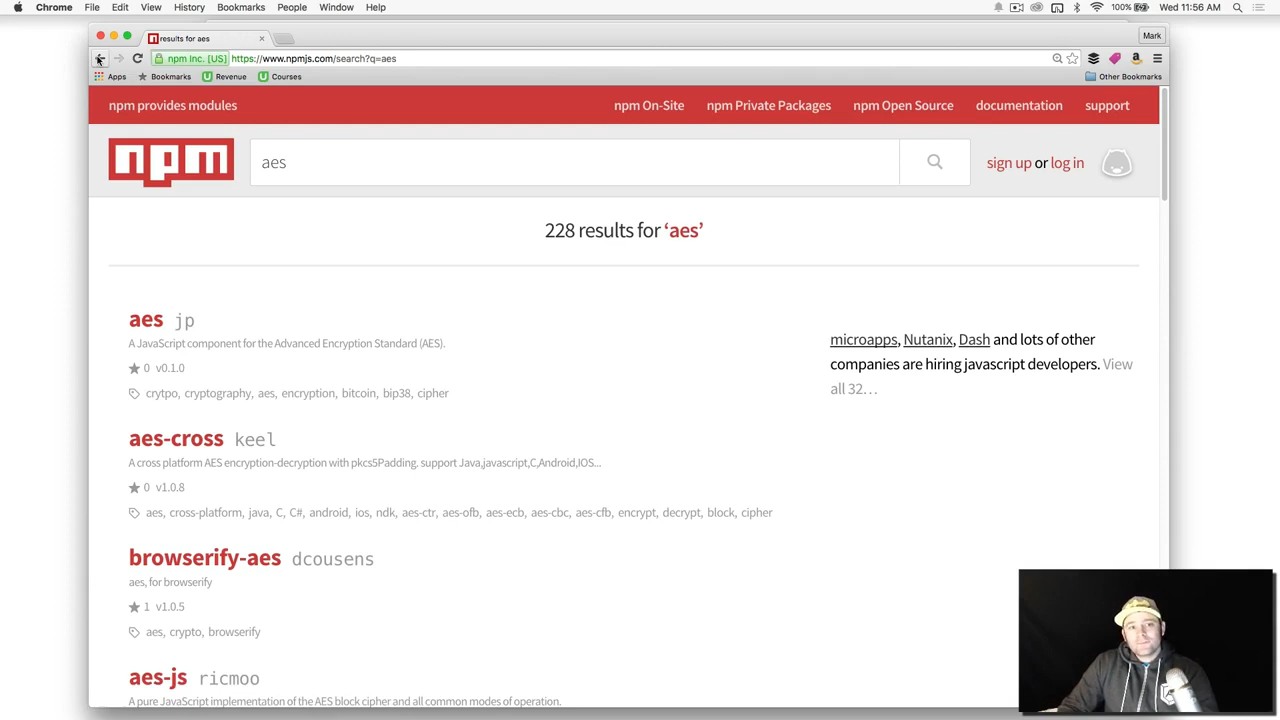 Chrome File Edit View History Bookmarks People Window Help 100% Wed 11:56 AM
results for aes Mark
npm Inc. [US] https://www.npmjs.com/search?q=aes
Apps Bookmarks Revenue Courses Other Bookmarks
npm provides modules npm On-Site npm Private Packages npm Open Source documentation support
npm aes sign up or log in
228 results for ‘aes’
aes jp
A JavaScript component for the Advanced Encryption Standard (AES).
0 v0.1.0
crytpo, cryptography, aes, encryption, bitcoin, bip38, cipher
microapps, Nutanix, Dash and lots of other
companies are hiring javascript developers. View
all 32…
aes-cross keel
A cross platform AES encryption-decryption with pkcs5Padding. support Java,javascript,C,Android,IOS...
0 v1.0.8
aes, cross-platform, java, C, C#, android, ios, ndk, aes-ctr, aes-ofb, aes-ecb, aes-cbc, aes-cfb, encrypt, decrypt, block, cipher
browserify-aes dcousens
aes, for browserify
1 v1.0.5
aes, crypto, browserify
aes-js ricmoo
A pure JavaScript implementation of the AES block cipher and all common modes of operation.